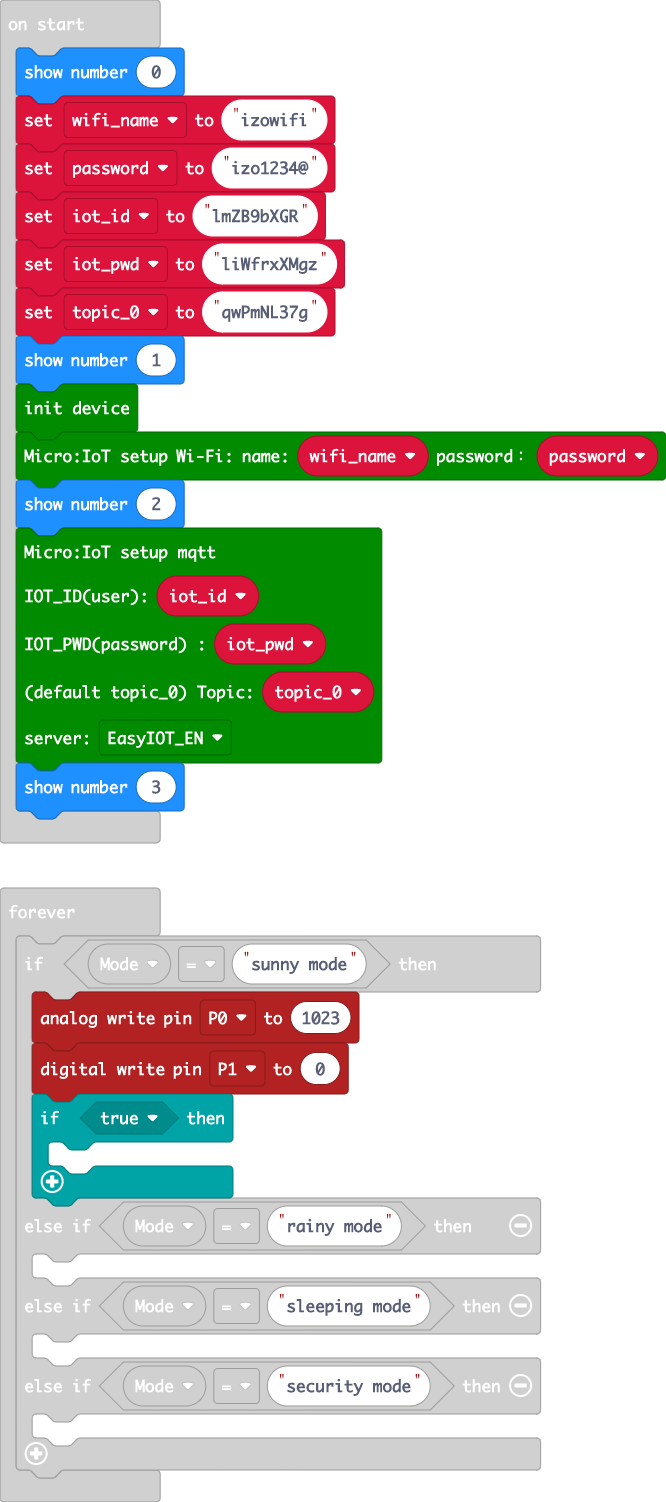 on start
show number 0
set wifi_name to "izowifi"
set password to "izo1234@"
set iot_id to "lmZB9bXGR"
set iot_pwd to "liWfrxXMgz"
set topic_0 to "qwPmNL37g"
show number 1
init device
Micro:IoT setup Wi-Fi: name: wifi_name password: password
show number 2
Micro:IoT setup mqtt
IOT_ID(user): iot_id
IOT_PWD(password) : iot_pwd
(default topic_0) Topic: topic_0
server: EasyIOT_EN
show number 3
forever
if Mode = "sunny mode" then
analog write pin P0 to 1023
digital write pin P1 to 0
if true then
else if Mode = "rainy mode" then
else if Mode = "sleeping mode" then
else if Mode = "security mode" then